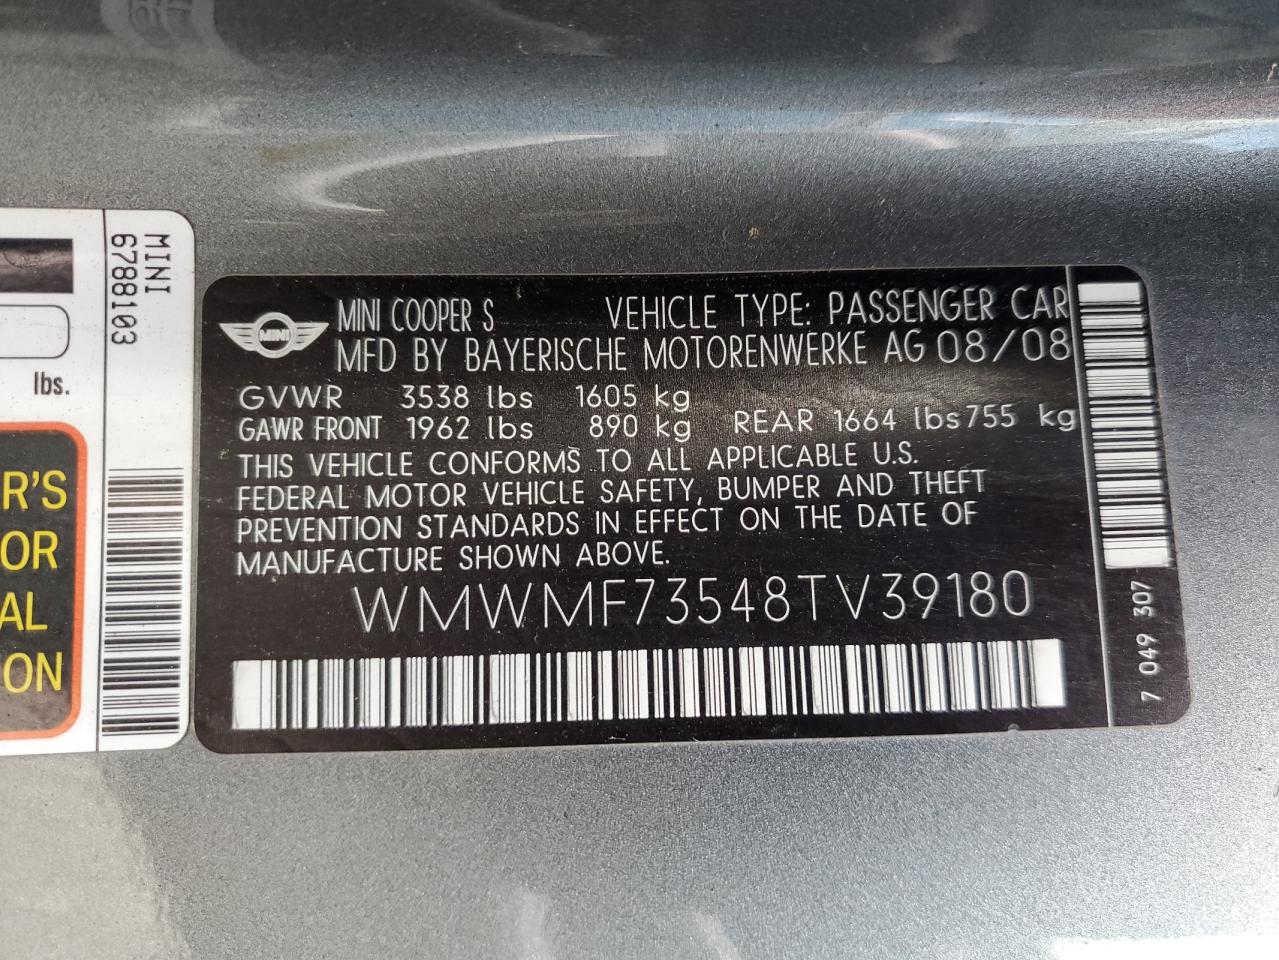 MINI
6788103
lbs.
R'S
OR
AL
ON
MINI
MINI COOPER S VEHICLE TYPE: PASSENGER CAR
MFD BY BAYERISCHE MOTORENWERKE AG 08/08
GVWR 3538 lbs 1605 kg
GAWR FRONT 1962 lbs 890 kg REAR 1664 lbs 755 kg
THIS VEHICLE CONFORMS TO ALL APPLICABLE U.S.
FEDERAL MOTOR VEHICLE SAFETY, BUMPER AND THEFT
PREVENTION STANDARDS IN EFFECT ON THE DATE OF
MANUFACTURE SHOWN ABOVE.
WMWMF73548TV39180
7 049 307